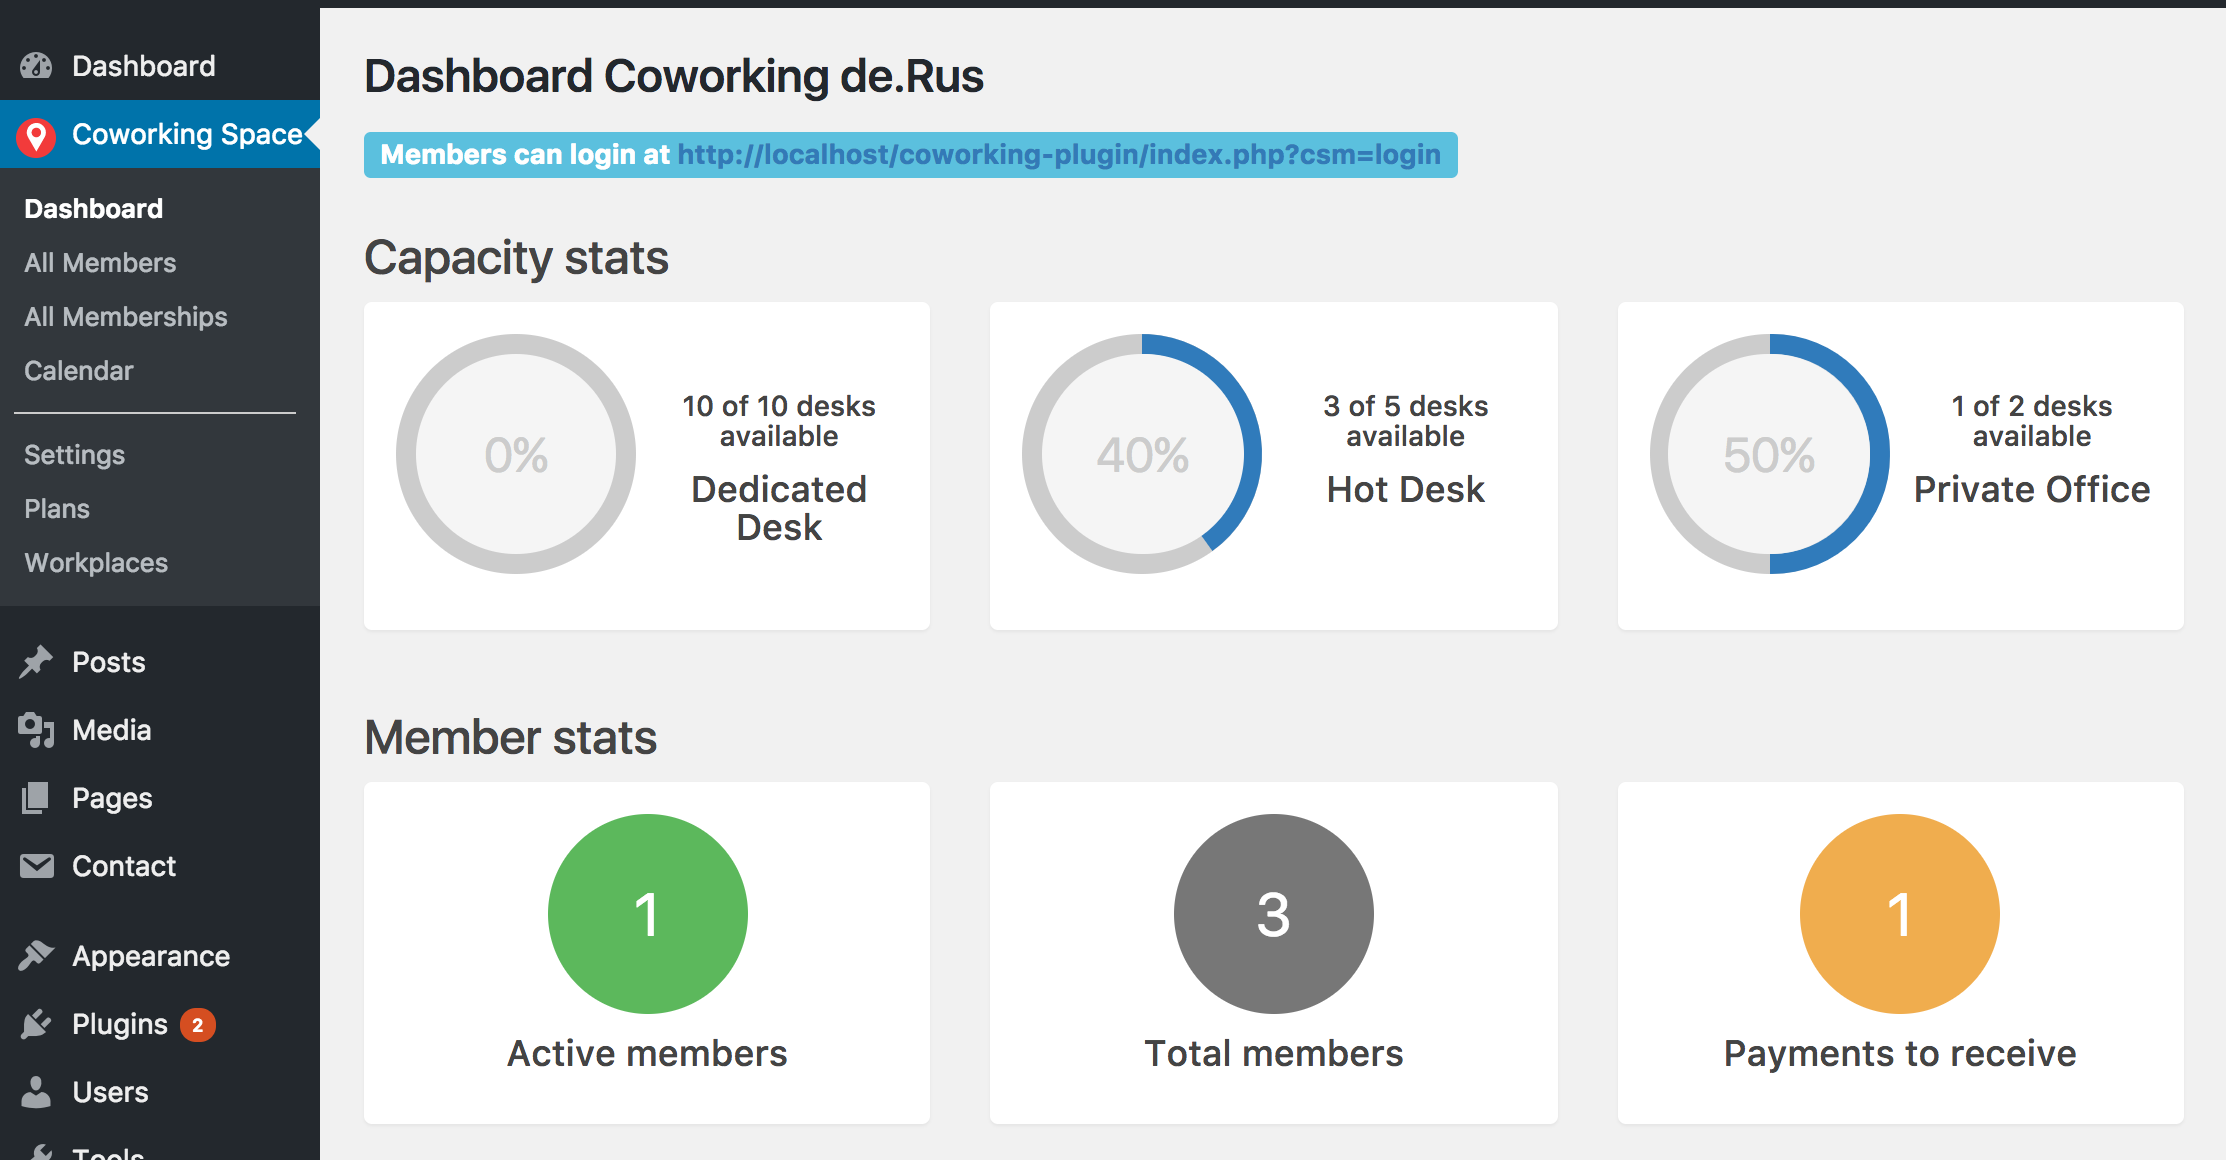 Dashboard
Coworking Space
Dashboard
All Members
All Memberships
Calendar
Settings
Plans
Workplaces
Posts
Media
Pages
Contact
Appearance
Plugins 2
Users
Tools
Dashboard Coworking de.Rus
Members can login at http://localhost/coworking-plugin/index.php?csm=login
Capacity stats
0%
10 of 10 desks
available
Dedicated
Desk
40%
3 of 5 desks
available
Hot Desk
50%
1 of 2 desks
available
Private Office
Member stats
1
Active members
3
Total members
1
Payments to receive